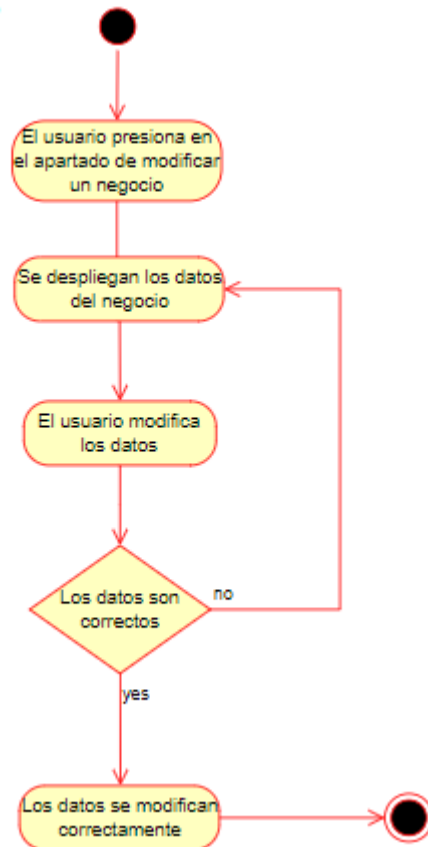 El usuario presiona en
el apartado de modificar
un negocio
Se despliegan los datos
del negocio
El usuario modifica
los datos
Los datos son
correctos
no
yes
Los datos se modifican
correctamente